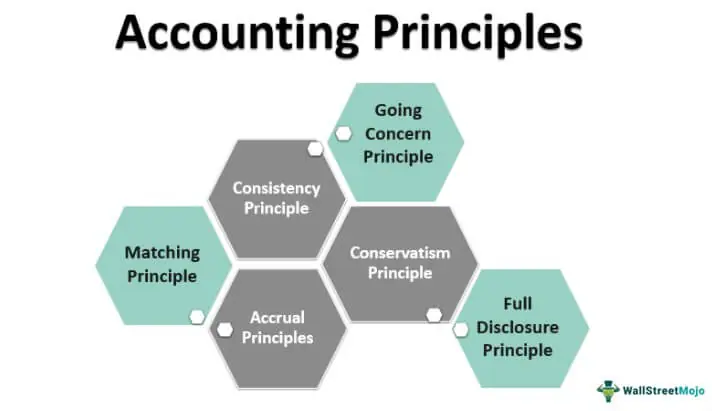 Accounting Principles
Going
Concern
Principle
Consistency
Principle
Matching
Principle
Conservatism
Principle
Accrual
Principles
Full
Disclosure
Principle
WallStreetMojo